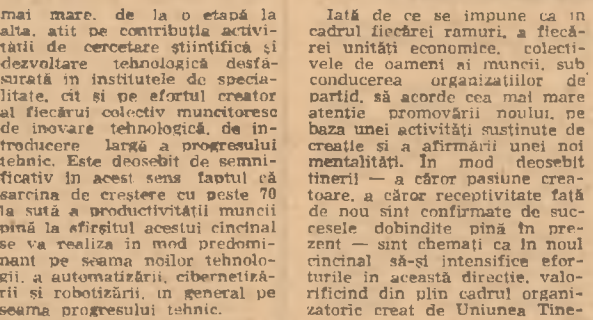 mai mare, de la o etapă la
alta, atît pe contribuția activi-
tății de cercetare științifică și
dezvoltare tehnologică desfă-
șurată în institutele de specia-
litate, cît și pe efortul creator
al fiecărui colectiv muncitoresc
de inovare tehnologică, de in-
troducere largă a progresului
tehnic. Este deosebit de semni-
ficativ în acest sens faptul că
sarcina de creștere cu peste 70
la sută a productivității muncii
pînă la sfîrșitul acestui cincinal
se va realiza în mod predomi-
nant pe seama noilor tehnolo-
gii, a automatizării, cibernetiză-
rii și robotizării, în general pe
seama progresului tehnic.
Iată de ce se impune ca în
cadrul fiecărei ramuri, a fiecă-
rei unități economice, colecti-
vele de oameni ai muncii, sub
conducerea organizațiilor de
partid, să acorde cea mai mare
atenție promovării noului, pe
baza unei activități susținute de
creație și a afirmării unei noi
mentalități. În mod deosebit
tinerii — a căror pasiune crea-
toare, a căror receptivitate față
de nou sînt confirmate de suc-
cesele dobîndite pînă în pre-
zent — sînt chemați ca în noul
cincinal să-și intensifice efor-
turile în această direcție, valo-
rificînd din plin cadrul organi-
zatoric creat de Uniunea Tine-